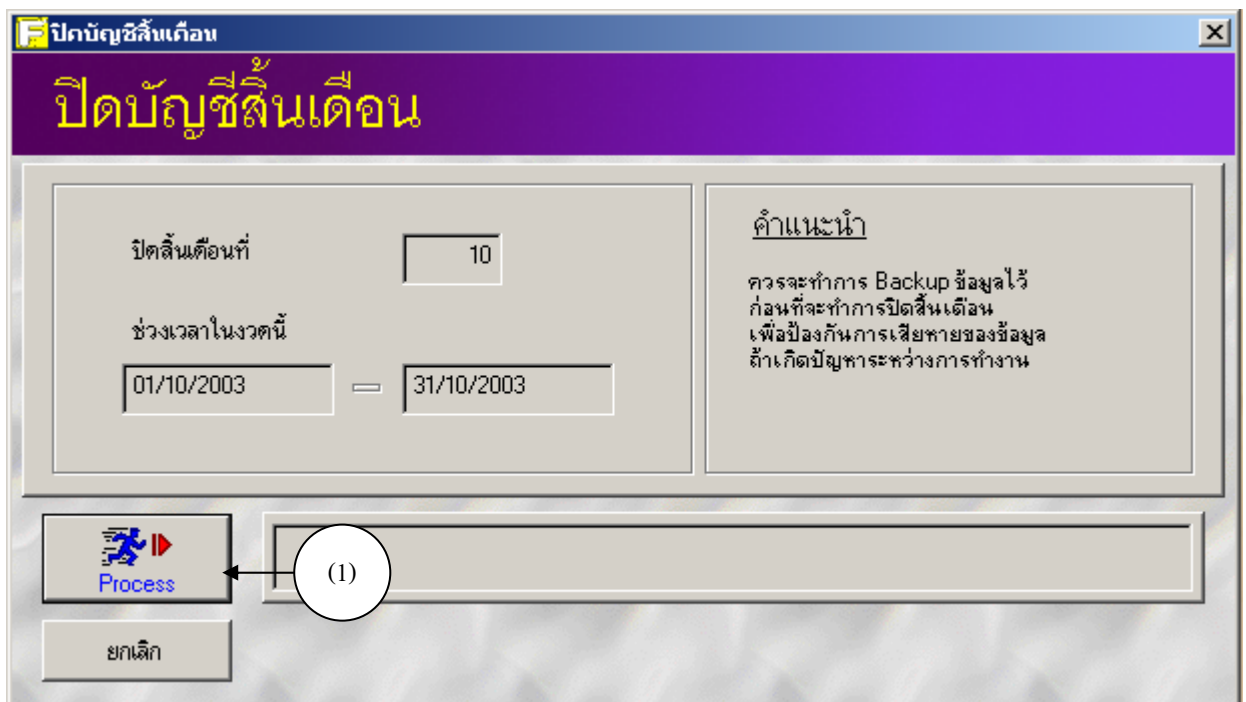 ปิดบัญชีสิ้นเดือน
ปิดบัญชีสิ้นเดือน
ปิดสิ้นเดือนที่ 10
ช่วงเวลาในงวดนี้
01/10/2003 31/10/2003
คำแนะนำ
ควรจะทำการ Backup ข้อมูลไว้
ก่อนที่จะทำการปิดสิ้นเดือน
เพื่อป้องกันการเสียหายของข้อมูล
ถ้าเกิดปัญหาระหว่างการทำงาน
Process
(1)
ยกเลิก